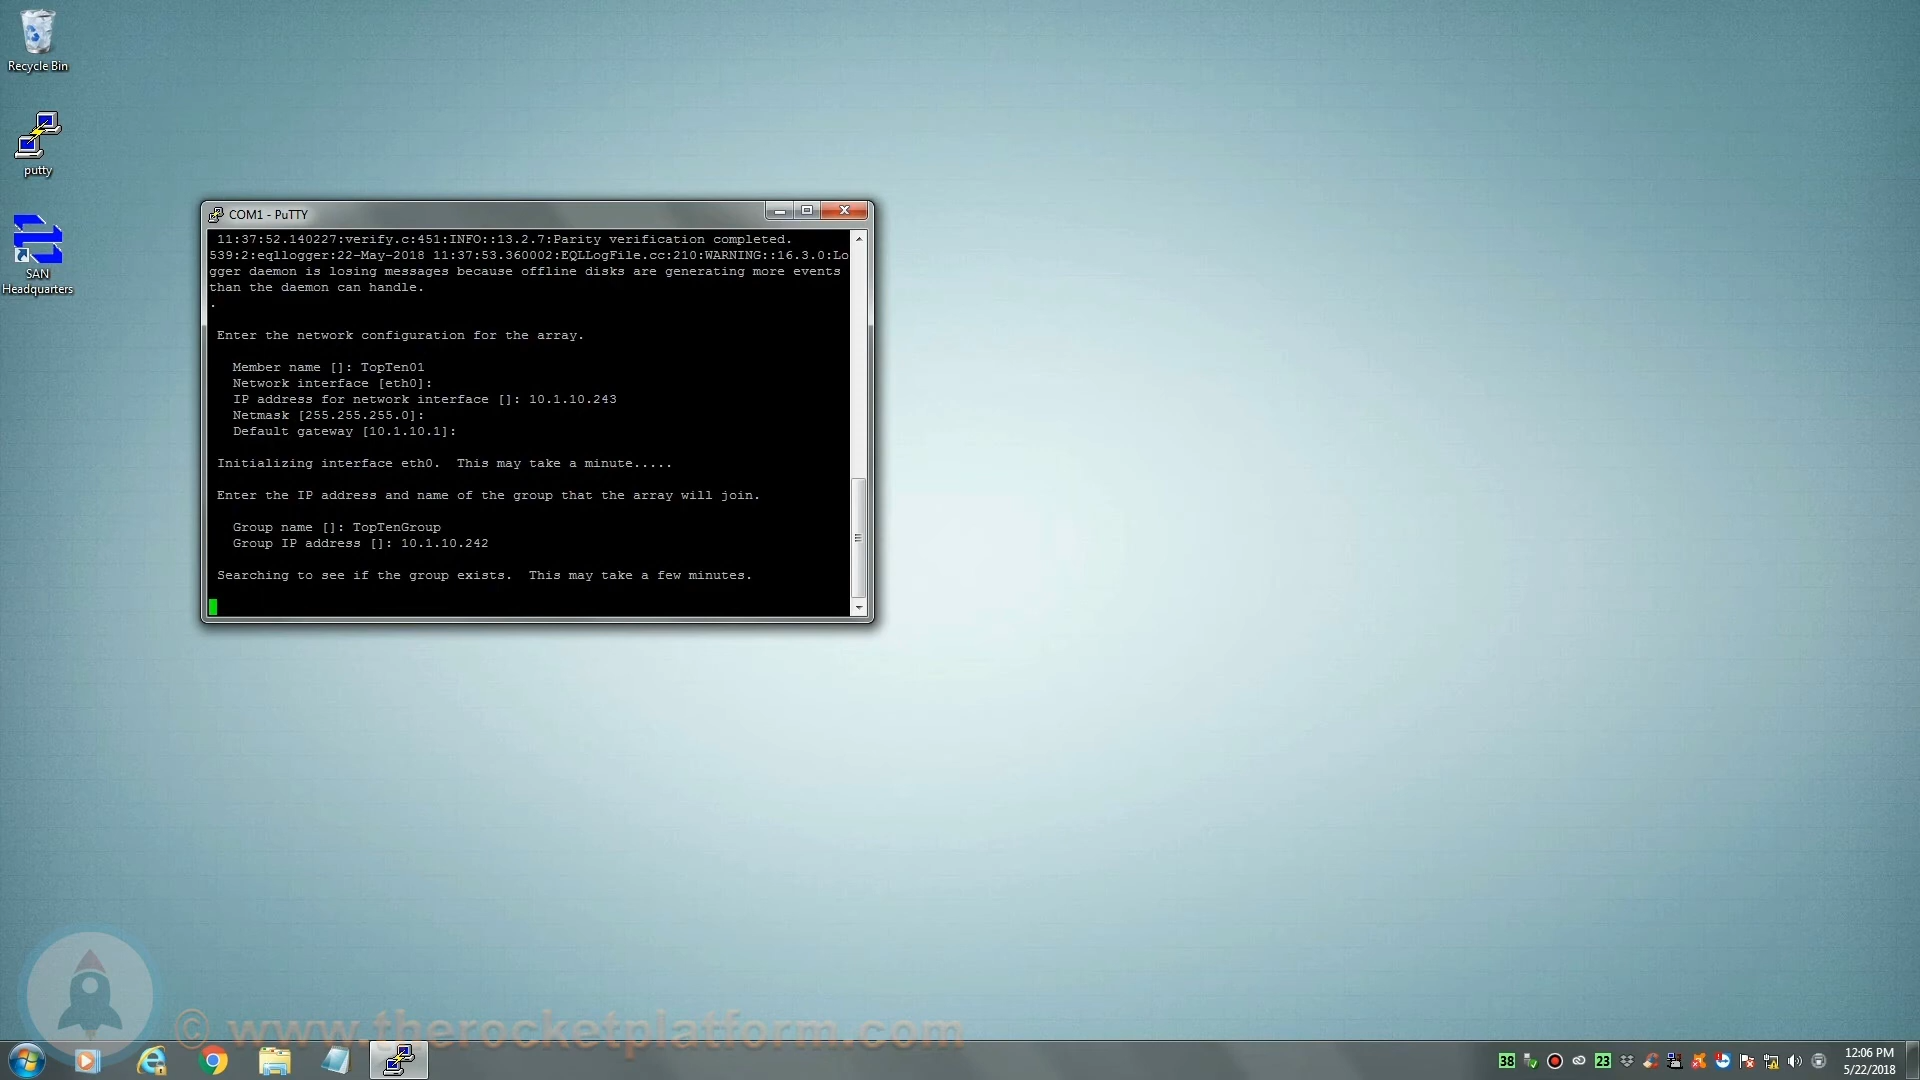 Recycle Bin
putty
SAN
Headquarters
COM1 - PuTTY
11:37:52.140227:verify.c:451:INFO::13.2.7:Parity verification completed.
539:2:eqllogger:22-May-2018 11:37:53.360002:EQLLogFile.cc:210:WARNING::16.3.0:Lo
gger daemon is losing messages because offline disks are generating more events
than the daemon can handle.
.
Enter the network configuration for the array.
Member name []: TopTen01
Network interface [eth0]:
IP address for network interface []: 10.1.10.243
Netmask [255.255.255.0]:
Default gateway [10.1.10.1]:
Initializing interface eth0.  This may take a minute.....
Enter the IP address and name of the group that the array will join.
Group name []: TopTenGroup
Group IP address []: 10.1.10.242
Searching to see if the group exists.  This may take a few minutes.
© www.therocketplatform.com
38
23
12:06 PM
5/22/2018